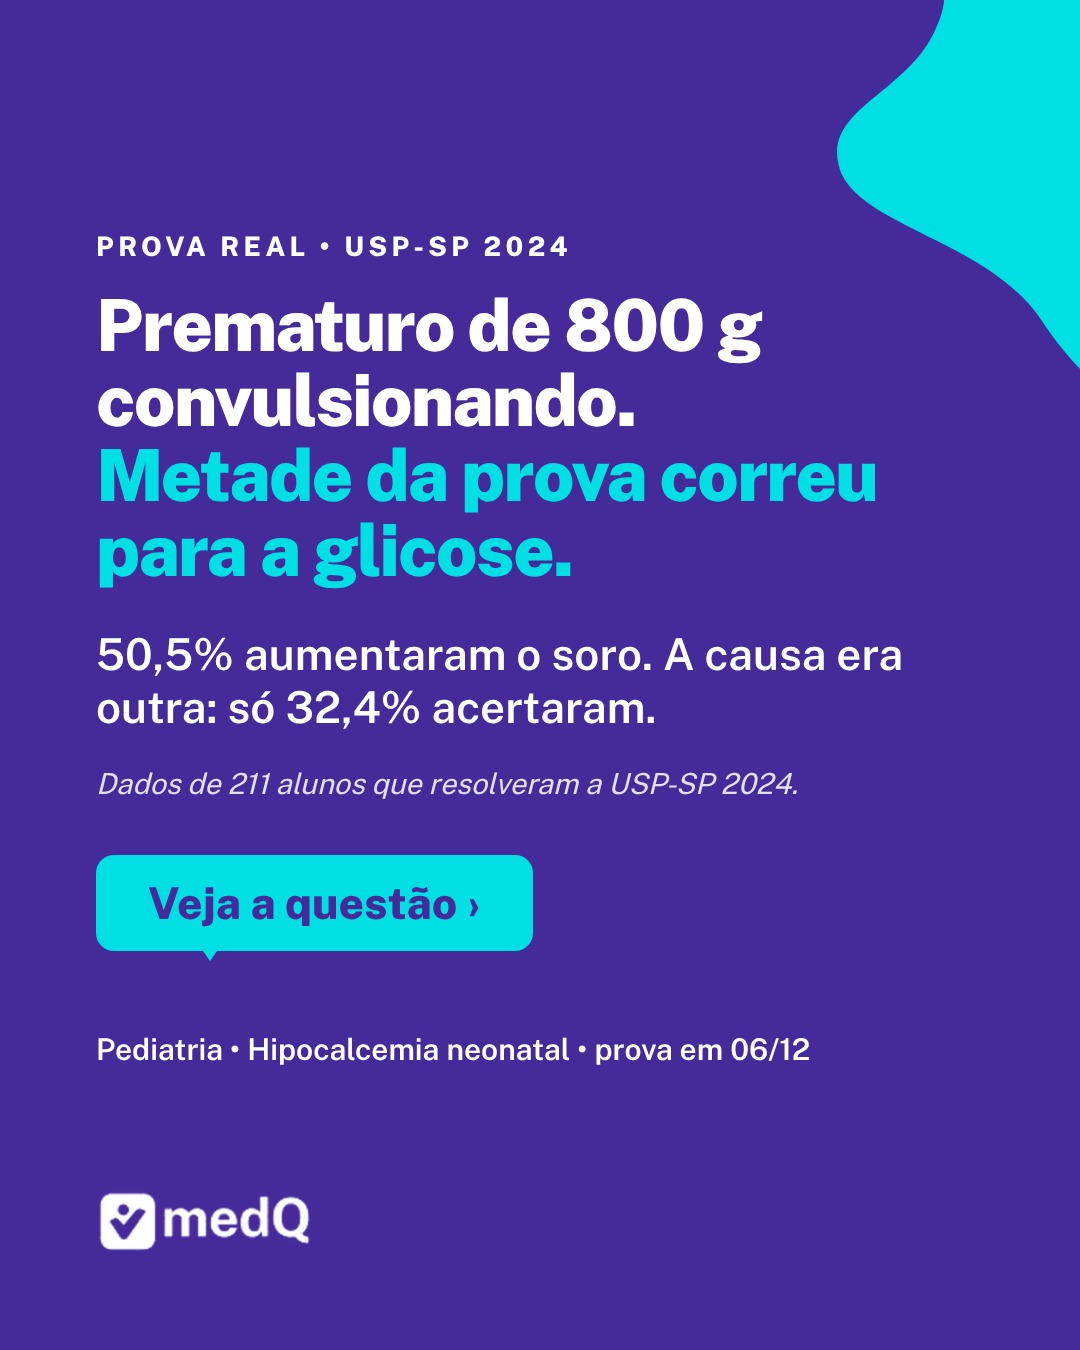 PROVA REAL • USP-SP 2024
Prematuro de 800 g
convulsionando.
Metade da prova correu
para a glicose.
50,5% aumentaram o soro. A causa era
outra: só 32,4% acertaram.
Dados de 211 alunos que resolveram a USP-SP 2024.
Veja a questão ›
Pediatria • Hipocalcemia neonatal • prova em 06/12
medQ